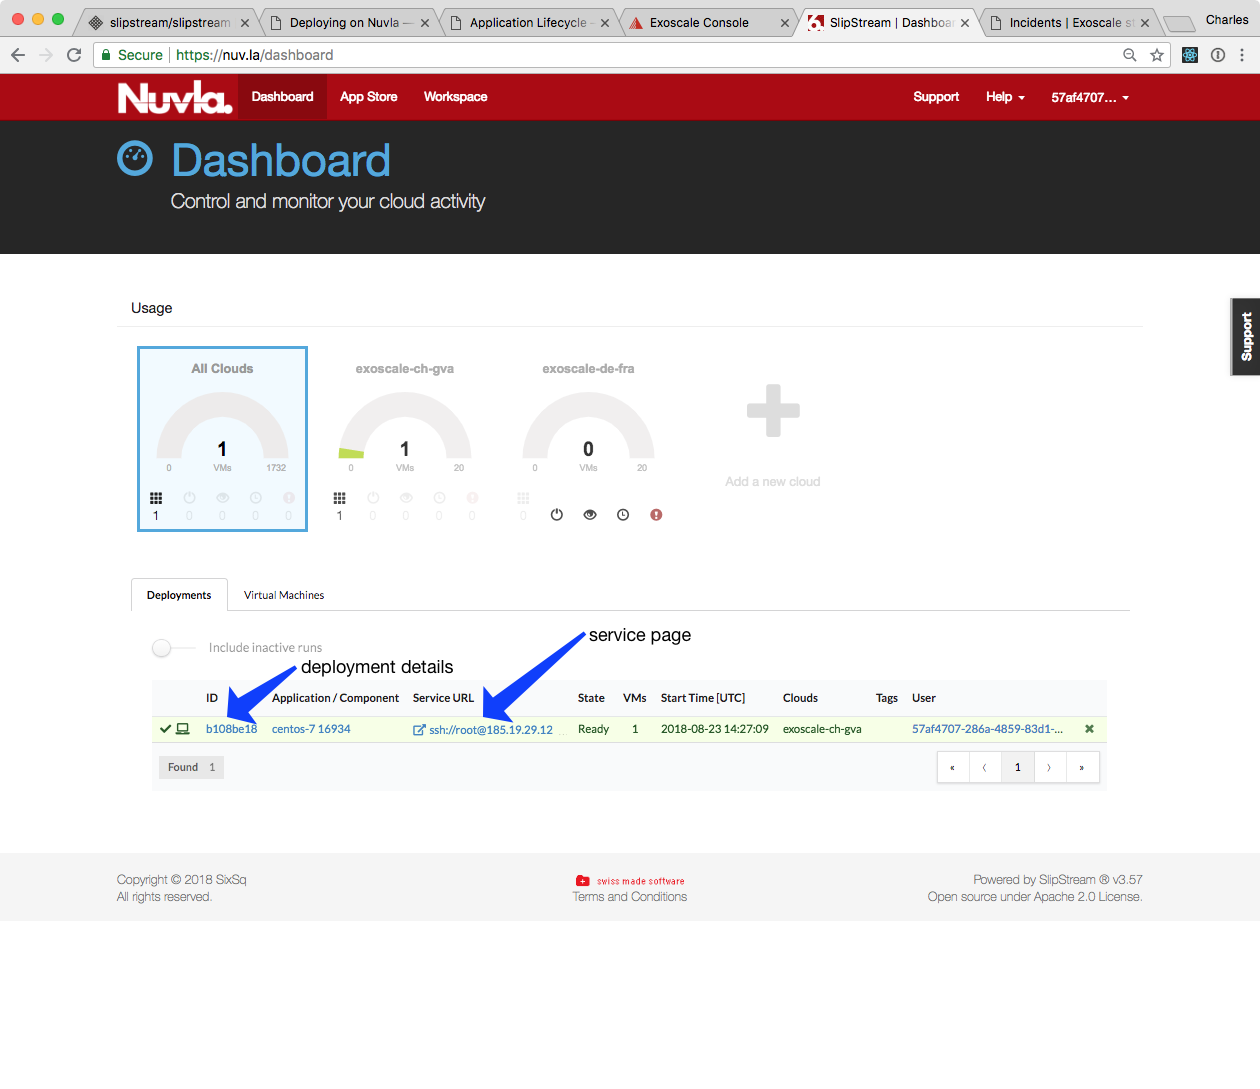 slipstream/slipstream
Deploying on Nuvla —
Application Lifecycle –
Exoscale Console
SlipStream | Dashboar
Incidents | Exoscale st
Charles
Secure
https://nuv.la/dashboard
Nuvla.
Dashboard
App Store
Workspace
Support
Help
57af4707...
Dashboard
Control and monitor your cloud activity
Support
Usage
All Clouds
exoscale-ch-gva
exoscale-de-fra
1
1
0
0 VMs 1732
0 VMs 20
0 VMs 20
Add a new cloud
1 0 0 0 0
1 0 0 0 0
0
Deployments
Virtual Machines
service page
Include inactive runs
deployment details
ID Application / Component Service URL State VMs Start Time [UTC] Clouds Tags User
b108be18 centos-7 16934 ssh://root@185.19.29.12 ... Ready 1 2018-08-23 14:27:09 exoscale-ch-gva 57af4707-286a-4859-83d1-...
Found 1
« ‹ 1 › »
Copyright © 2018 SixSq
All rights reserved.
swiss made software
Terms and Conditions
Powered by SlipStream ® v3.57
Open source under Apache 2.0 License.